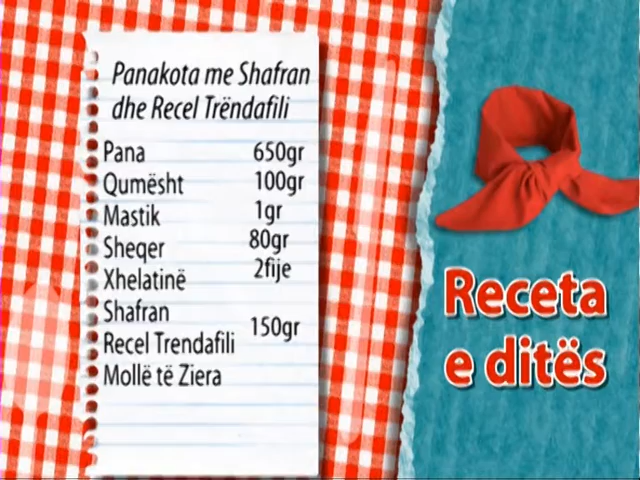 Panakota me Shafran
dhe Recel Trëndafili
Pana 650gr
Qumësht 100gr
Mastik 1gr
Sheqer 80gr
Xhelatinë 2fije
Shafran
Recel Trendafili 150gr
Mollë të Ziera
Receta
e ditës